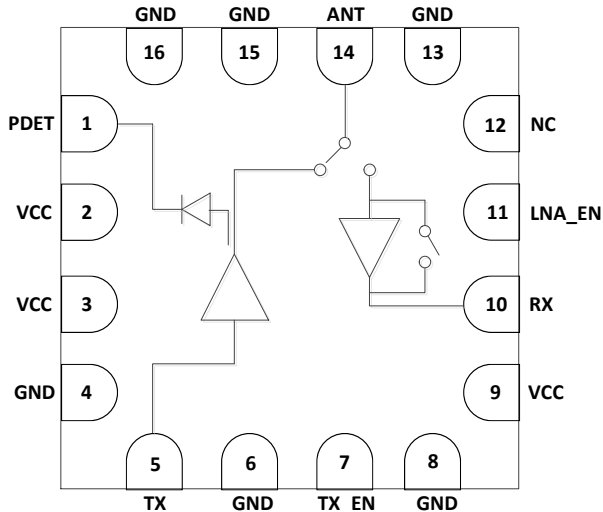 GND GND ANT GND
16 15 14 13
PDET 1 12 NC
VCC 2 11 LNA_EN
VCC 3 10 RX
GND 4 9 VCC
5 6 7 8
TX GND TX_EN GND